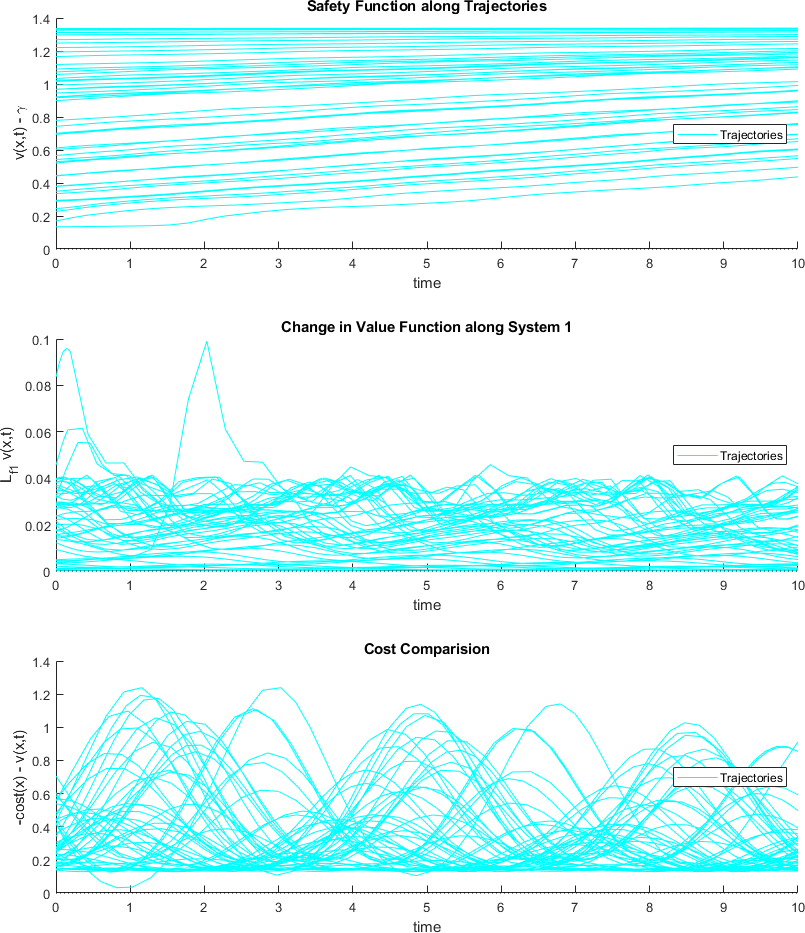 Safety Function along Trajectories
1.4
1.2
1
0.8
0.6
0.4
0.2
0
v(x,t) - γ
Trajectories
0 1 2 3 4 5 6 7 8 9 10
time
Change in Value Function along System 1
0.1
0.08
0.06
0.04
0.02
0
L_f1 v(x,t)
Trajectories
0 1 2 3 4 5 6 7 8 9 10
time
Cost Comparision
1.4
1.2
1
0.8
0.6
0.4
0.2
0
-cost(x) - v(x,t)
Trajectories
0 1 2 3 4 5 6 7 8 9 10
time